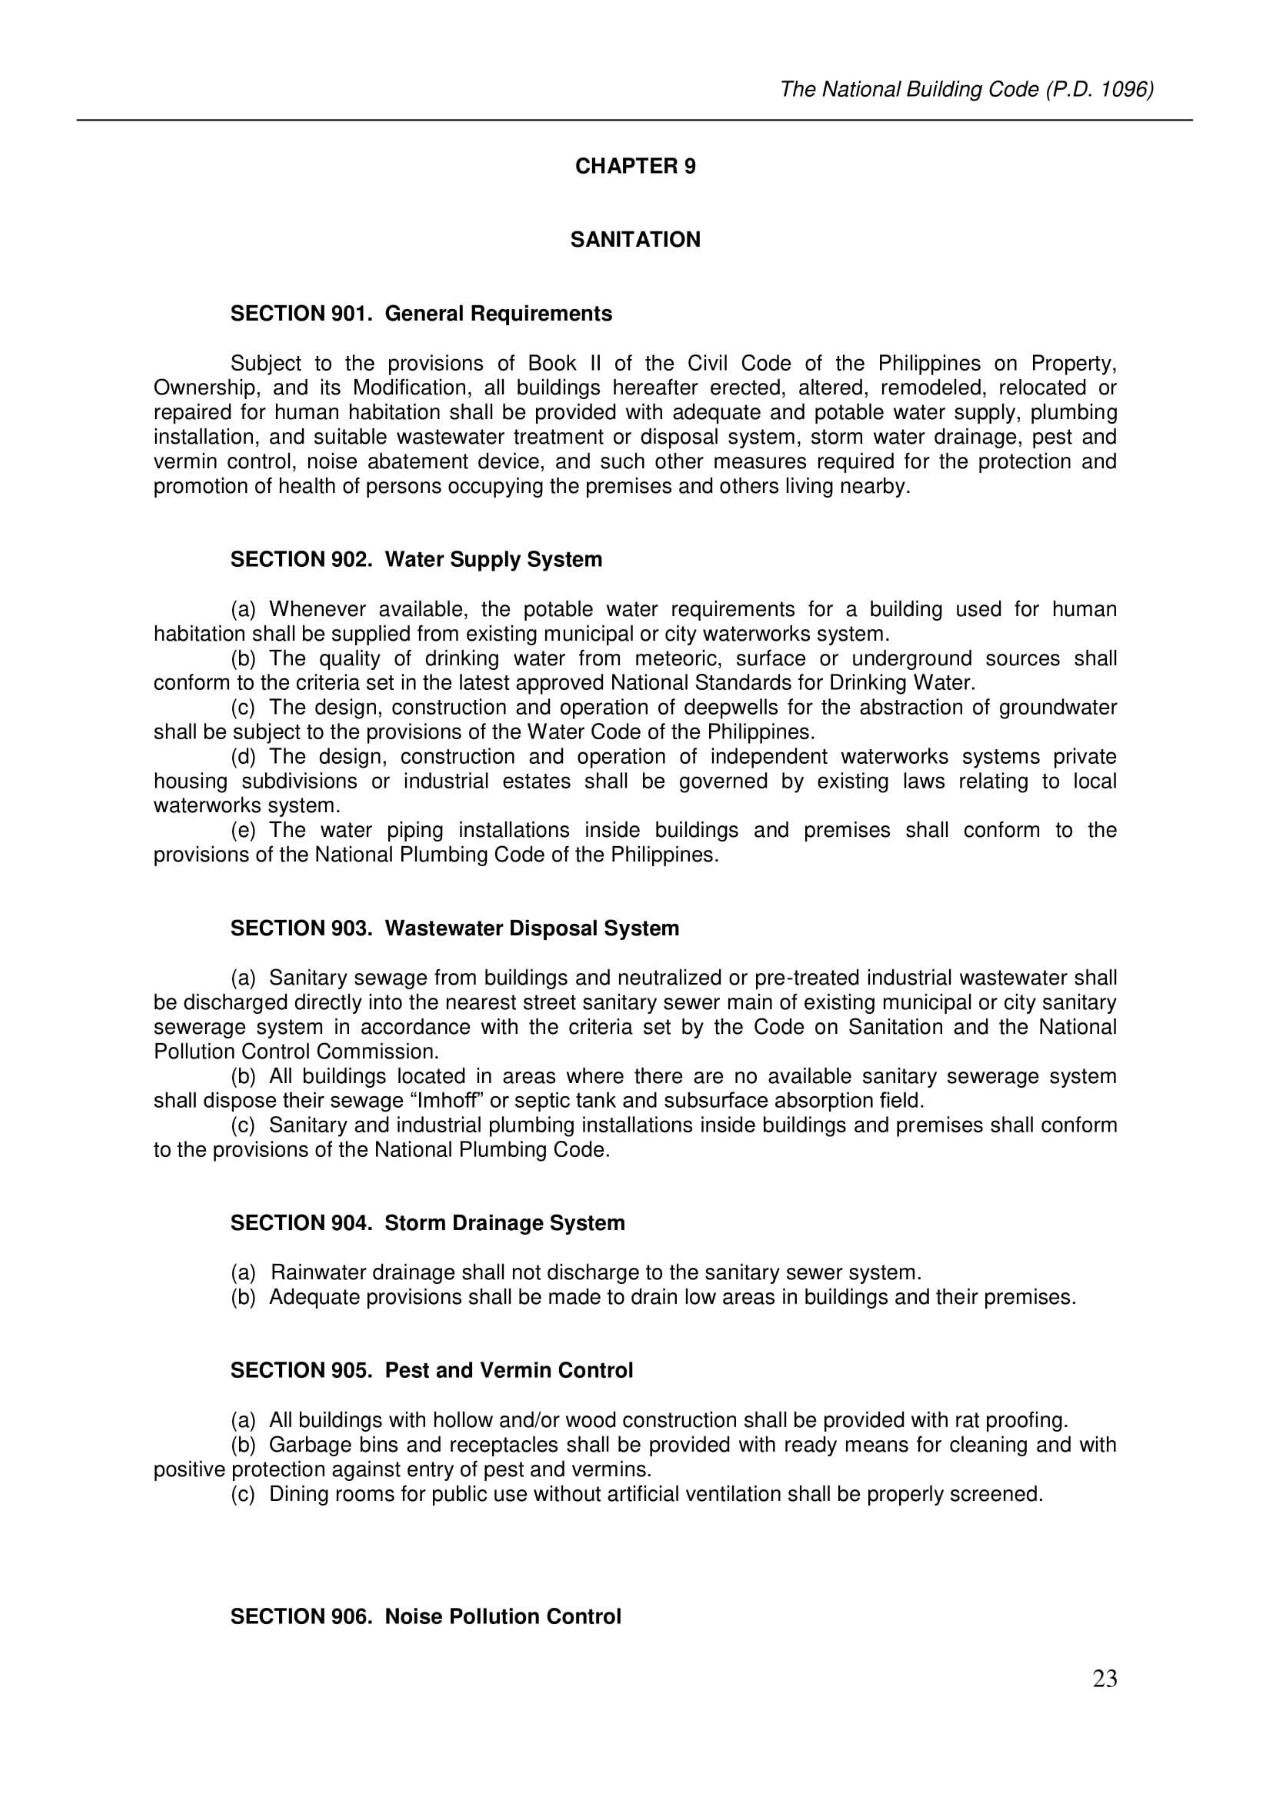 The National Building Code (P.D. 1096)
CHAPTER 9
SANITATION
SECTION 901. General Requirements
Subject to the provisions of Book II of the Civil Code of the Philippines on Property,
Ownership, and its Modification, all buildings hereafter erected, altered, remodeled, relocated or
repaired for human habitation shall be provided with adequate and potable water supply, plumbing
installation, and suitable wastewater treatment or disposal system, storm water drainage, pest and
vermin control, noise abatement device, and such other measures required for the protection and
promotion of health of persons occupying the premises and others living nearby.
SECTION 902. Water Supply System
(a) Whenever available, the potable water requirements for a building used for human
habitation shall be supplied from existing municipal or city waterworks system.
(b) The quality of drinking water from meteoric, surface or underground sources shall
conform to the criteria set in the latest approved National Standards for Drinking Water.
(c) The design, construction and operation of deepwells for the abstraction of groundwater
shall be subject to the provisions of the Water Code of the Philippines.
(d) The design, construction and operation of independent waterworks systems private
housing subdivisions or industrial estates shall be governed by existing laws relating to local
waterworks system.
(e) The water piping installations inside buildings and premises shall conform to the
provisions of the National Plumbing Code of the Philippines.
SECTION 903. Wastewater Disposal System
(a) Sanitary sewage from buildings and neutralized or pre-treated industrial wastewater shall
be discharged directly into the nearest street sanitary sewer main of existing municipal or city sanitary
sewerage system in accordance with the criteria set by the Code on Sanitation and the National
Pollution Control Commission.
(b) All buildings located in areas where there are no available sanitary sewerage system
shall dispose their sewage “Imhoff” or septic tank and subsurface absorption field.
(c) Sanitary and industrial plumbing installations inside buildings and premises shall conform
to the provisions of the National Plumbing Code.
SECTION 904. Storm Drainage System
(a) Rainwater drainage shall not discharge to the sanitary sewer system.
(b) Adequate provisions shall be made to drain low areas in buildings and their premises.
SECTION 905. Pest and Vermin Control
(a) All buildings with hollow and/or wood construction shall be provided with rat proofing.
(b) Garbage bins and receptacles shall be provided with ready means for cleaning and with
positive protection against entry of pest and vermins.
(c) Dining rooms for public use without artificial ventilation shall be properly screened.
SECTION 906. Noise Pollution Control
23